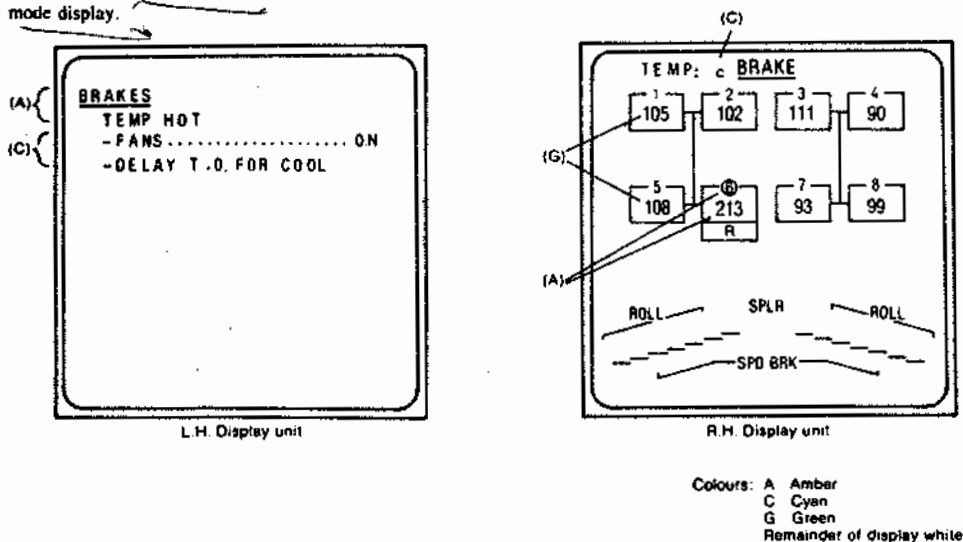 mode display.
(A)
BRAKES
TEMP HOT
(C)
-FANS.................... ON
-DELAY T.O. FOR COOL
L.H. Display unit
(C)
TEMP: c BRAKE
1 2 3 4
105 102 111 90
(G)
5 6 7 8
108 213 93 99
R
(A)
ROLL SPLR ROLL
SPD BRK
R.H. Display unit
Colours: A Amber
C Cyan
G Green
Remainder of display white